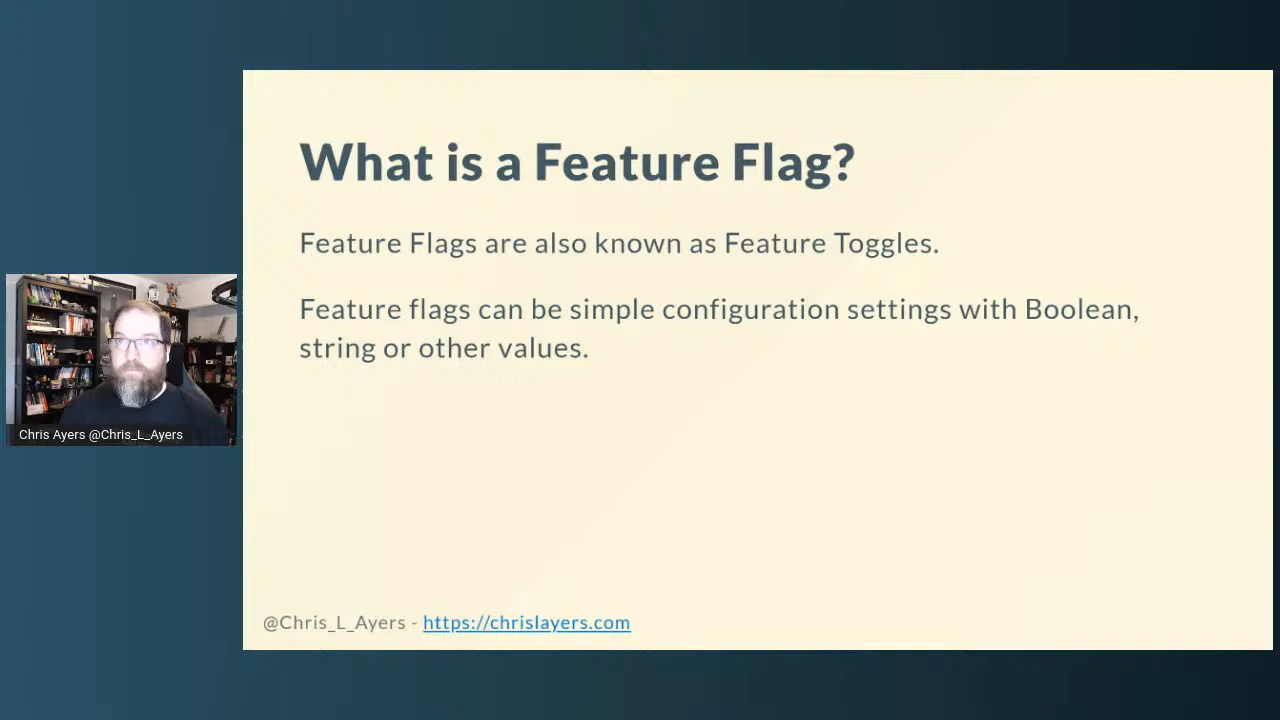 What is a Feature Flag?
Feature Flags are also known as Feature Toggles.
Feature flags can be simple configuration settings with Boolean,
string or other values.
Chris Ayers @Chris_L_Ayers
@Chris_L_Ayers - https://chrislayers.com